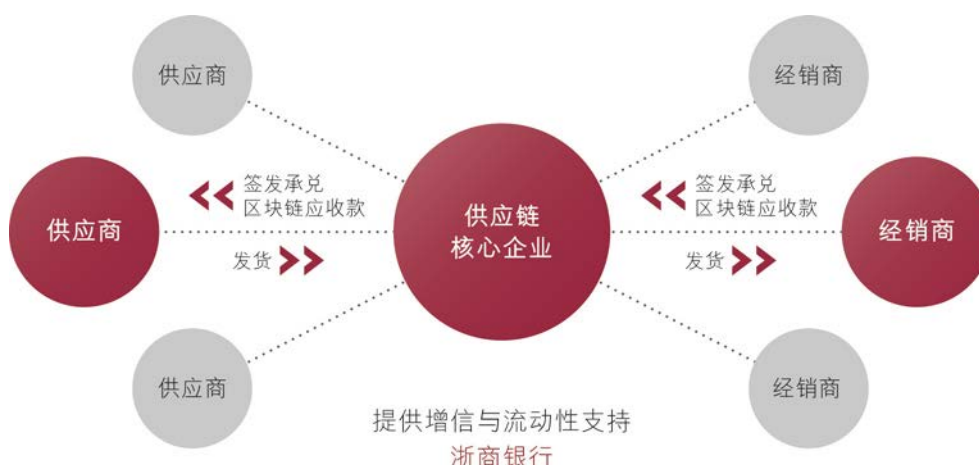 供应商
经销商
供应商
签发承兑
区块链应收款
发货
供应链
核心企业
签发承兑
区块链应收款
发货
经销商
供应商
经销商
提供增信与流动性支持
浙商银行